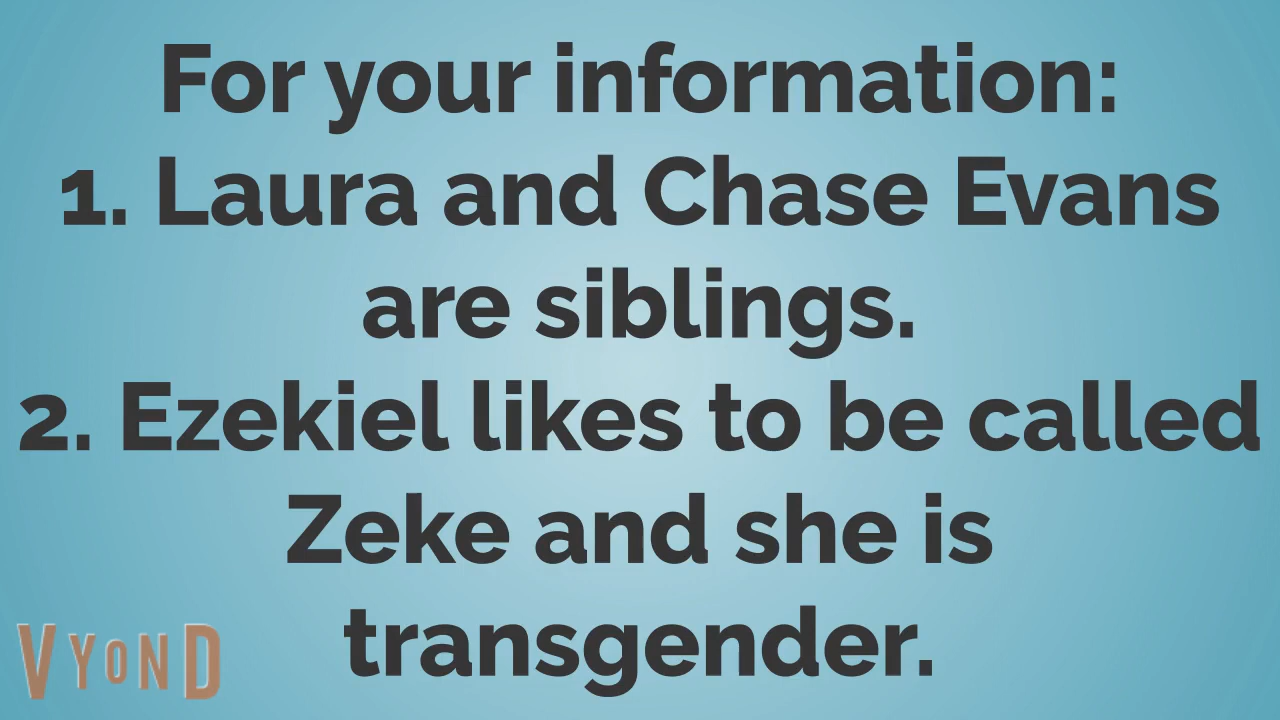 For your information:
1. Laura and Chase Evans
are siblings.
2. Ezekiel likes to be called
Zeke and she is
transgender.
VYOND